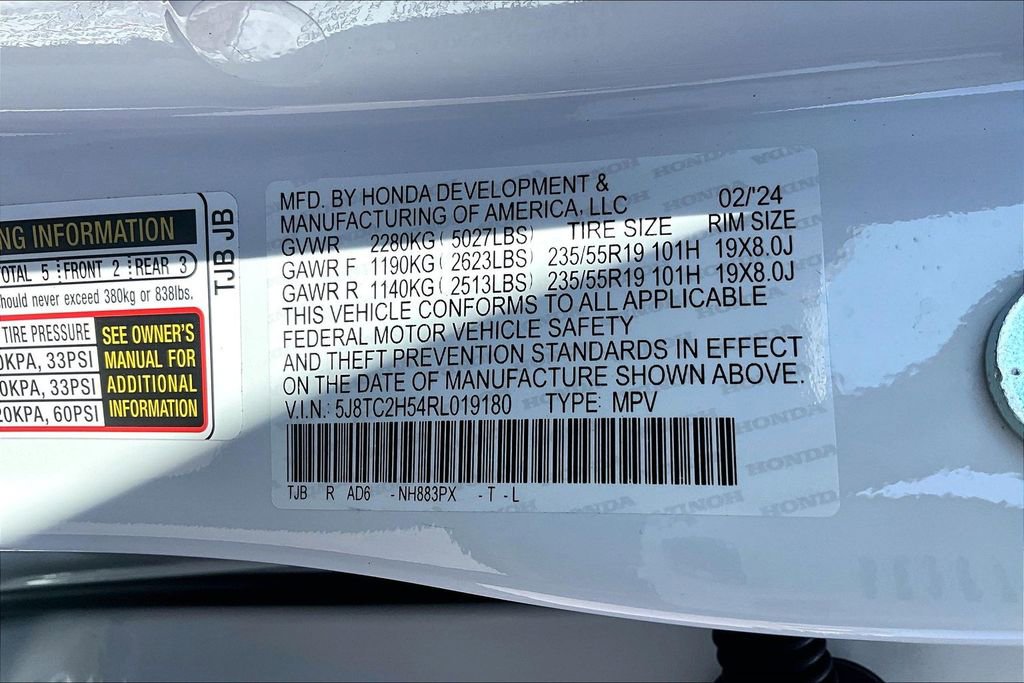 NG INFORMATION
TOTAL 5 FRONT 2 REAR 3
should never exceed 380kg or 838lbs.
TIRE PRESSURE
0KPA, 33PSI
0KPA, 33PSI
20KPA, 60PSI
SEE OWNER'S
MANUAL FOR
ADDITIONAL
INFORMATION
TJB JB
MFD. BY HONDA DEVELOPMENT &
MANUFACTURING OF AMERICA, LLC 02/'24
GVWR 2280KG ( 5027LBS) TIRE SIZE RIM SIZE
GAWR F 1190KG ( 2623LBS) 235/55R19 101H 19X8.0J
GAWR R 1140KG ( 2513LBS) 235/55R19 101H 19X8.0J
THIS VEHICLE CONFORMS TO ALL APPLICABLE
FEDERAL MOTOR VEHICLE SAFETY
AND THEFT PREVENTION STANDARDS IN EFFECT
ON THE DATE OF MANUFACTURE SHOWN ABOVE.
V.I.N.: 5J8TC2H54RL019180 TYPE: MPV
TJB R AD6 -NH883PX -T -L